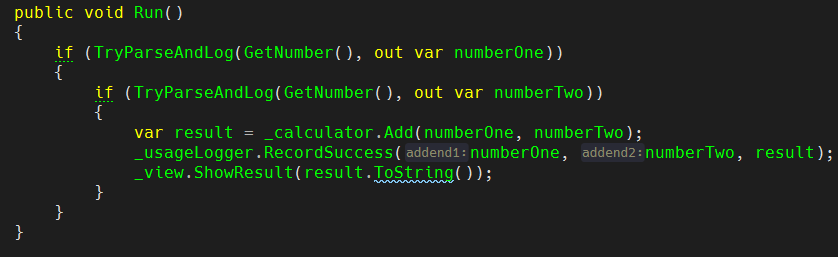 public void Run()
{
    if (TryParseAndLog(GetNumber(), out var numberOne))
    {
        if (TryParseAndLog(GetNumber(), out var numberTwo))
        {
            var result = _calculator.Add(numberOne, numberTwo);
            _usageLogger.RecordSuccess(addend1:numberOne, addend2:numberTwo, result);
            _view.ShowResult(result.ToString());
        }
    }
}